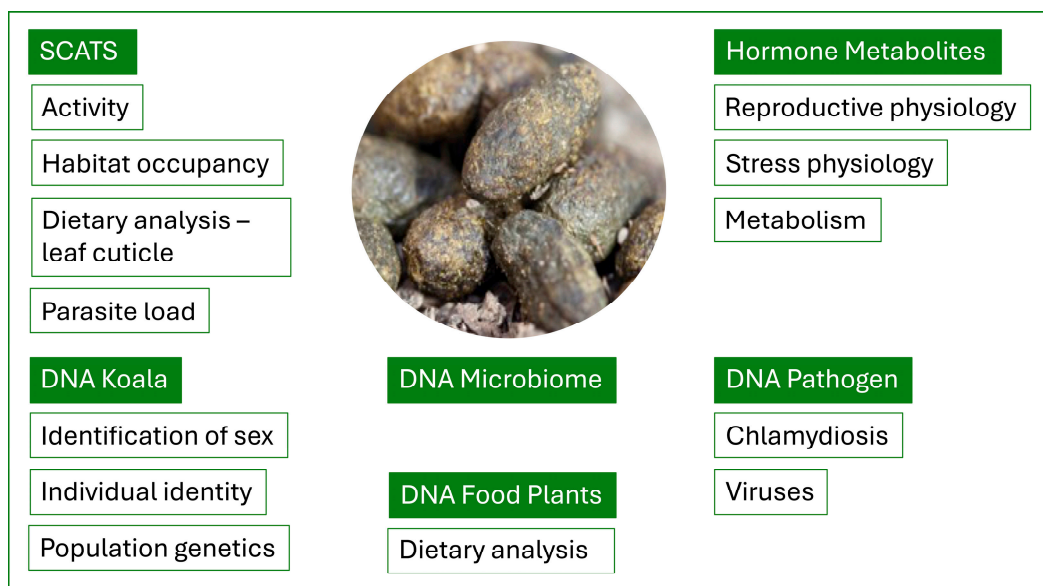 SCATS
Activity
Habitat occupancy
Dietary analysis –
leaf cuticle
Parasite load
Hormone Metabolites
Reproductive physiology
Stress physiology
Metabolism
DNA Koala
Identification of sex
Individual identity
Population genetics
DNA Microbiome
DNA Food Plants
Dietary analysis
DNA Pathogen
Chlamydiosis
Viruses